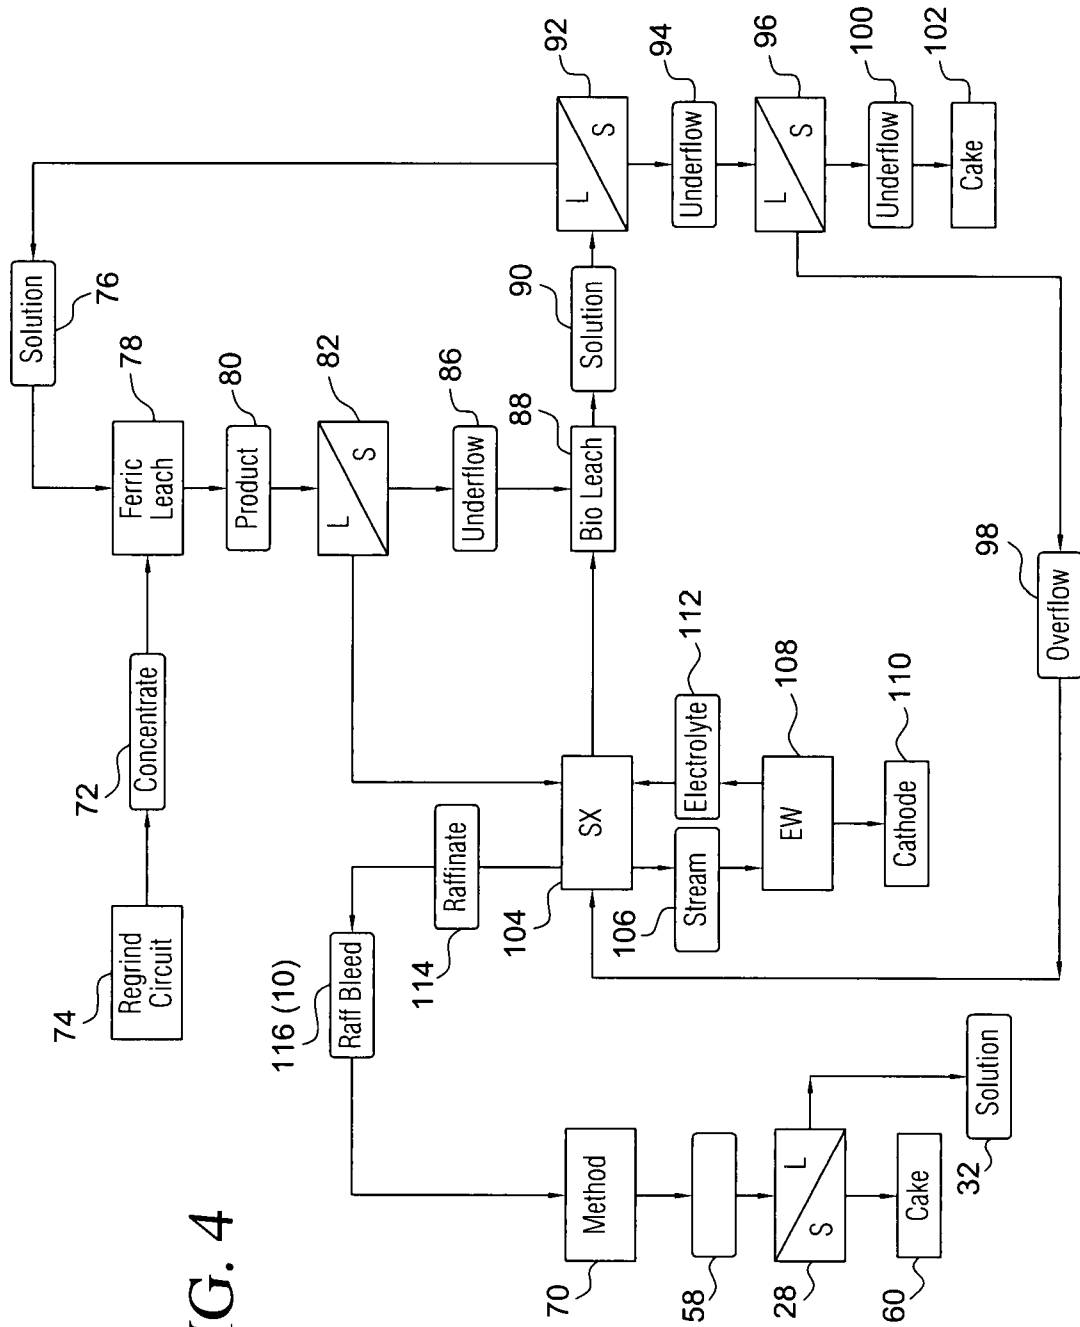 IG. 4
74
Regrind
Circuit
72
Concentrate
Ferric
Leach
78
Solution
76
Product
80
116 (10)
Raff Bleed
L
S
82
114
Raffinate
Underflow
86
70
Method
104
SX
Bio Leach
88
Solution
90
L
S
92
58
106
Stream
Electrolyte
112
Underflow
94
28
S
L
EW
108
L
S
96
60
Cake
Cathode
110
Underflow
100
32
Solution
Overflow
98
Cake
102